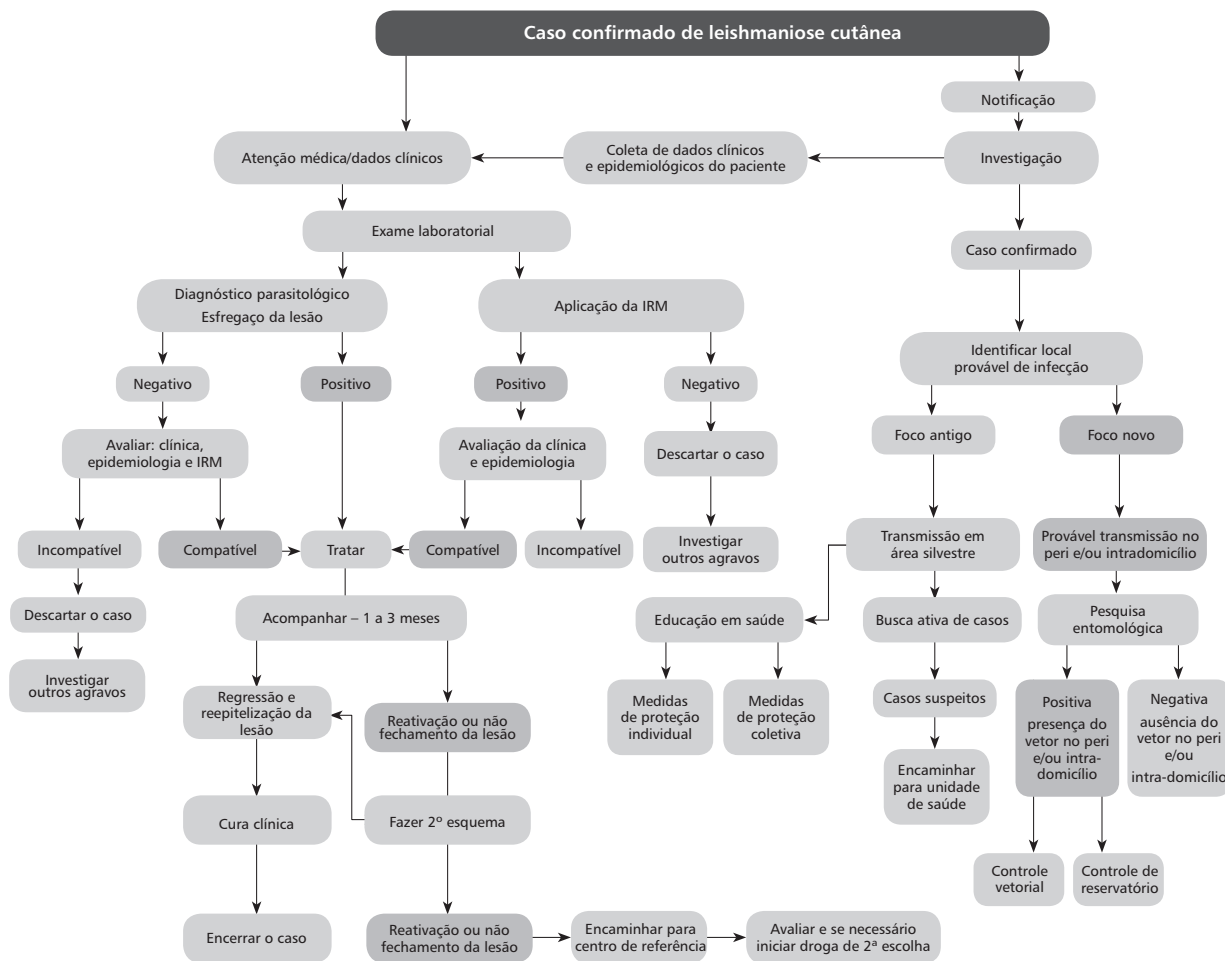 Caso confirmado de leishmaniose cutânea
Notificação
Atenção médica/dados clínicos
Coleta de dados clínicos
e epidemiológicos do paciente
Investigação
Exame laboratorial
Caso confirmado
Diagnóstico parasitológico
Esfregaço da lesão
Aplicação da IRM
Identificar local
provável de infecção
Negativo
Positivo
Positivo
Negativo
Foco antigo
Foco novo
Avaliar: clínica,
epidemiologia e IRM
Avaliação da clínica
e epidemiologia
Descartar o caso
Incompatível
Compatível
Tratar
Compatível
Incompatível
Investigar
outros agravos
Transmissão em
área silvestre
Provável transmissão no
peri e/ou intradomicílio
Descartar o caso
Acompanhar – 1 a 3 meses
Educação em saúde
Busca ativa de casos
Pesquisa
entomológica
Investigar
outros agravos
Regressão e
reepitelização da
lesão
Reativação ou não
fechamento da lesão
Medidas
de proteção
individual
Medidas
de proteção
coletiva
Casos suspeitos
Positiva
presença do
vetor no peri
e/ou intra-
domicílio
Negativa
ausência do
vetor no peri
e/ou
intra-domicílio
Encaminhar
para unidade
de saúde
Cura clínica
Fazer 2º esquema
Controle
vetorial
Controle de
reservatório
Encerrar o caso
Reativação ou não
fechamento da lesão
Encaminhar para
centro de referência
Avaliar e se necessário
iniciar droga de 2ª escolha